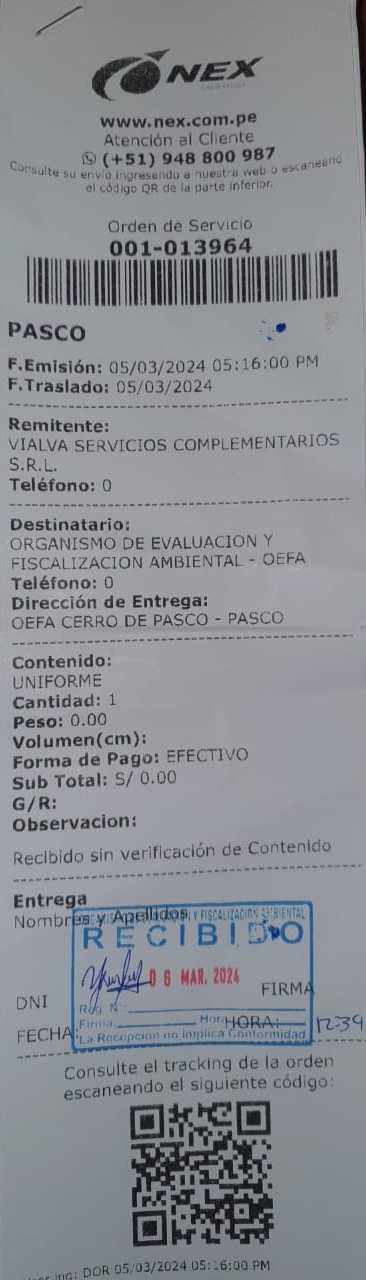 NEX
www.nex.com.pe
Atención al Cliente
(+51) 948 800 987
Consulte su envío ingresando a nuestra web o escaneand
el código QR de la parte inferior.
Orden de Servicio
001-013964
PASCO
F.Emisión: 05/03/2024 05:16:00 PM
F.Traslado: 05/03/2024
Remitente:
VIALVA SERVICIOS COMPLEMENTARIOS
S.R.L.
Teléfono: 0
Destinatario:
ORGANISMO DE EVALUACION Y
FISCALIZACION AMBIENTAL - OEFA
Teléfono: 0
Dirección de Entrega:
OEFA CERRO DE PASCO - PASCO
Contenido:
UNIFORME
Cantidad: 1
Peso: 0.00
Volumen(cm):
Forma de Pago: EFECTIVO
Sub Total: S/ 0.00
G/R:
Observacion:
Recibido sin verificación de Contenido
Entrega
Nombres y Apellidos
Y FISCALIZACIÓN AMBIENTAL
RECIBIDO
06 MAR. 2024
DNI
FIRMA
Reg. N°:
Firma: Hora:
FECHA: HORA: 12:39
La Recepción no Implica Conformidad
Consulte el tracking de la orden
escaneando el siguiente código:
ing: DOR 05/03/2024 05:16:00 PM